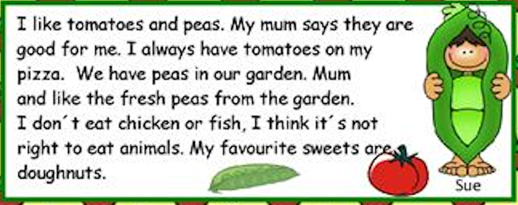 I like tomatoes and peas. My mum says they are
good for me. I always have tomatoes on my
pizza.  We have peas in our garden. Mum
and like the fresh peas from the garden.
I don´t eat chicken or fish, I think it´s not
right to eat animals. My favourite sweets are
doughnuts.
Sue